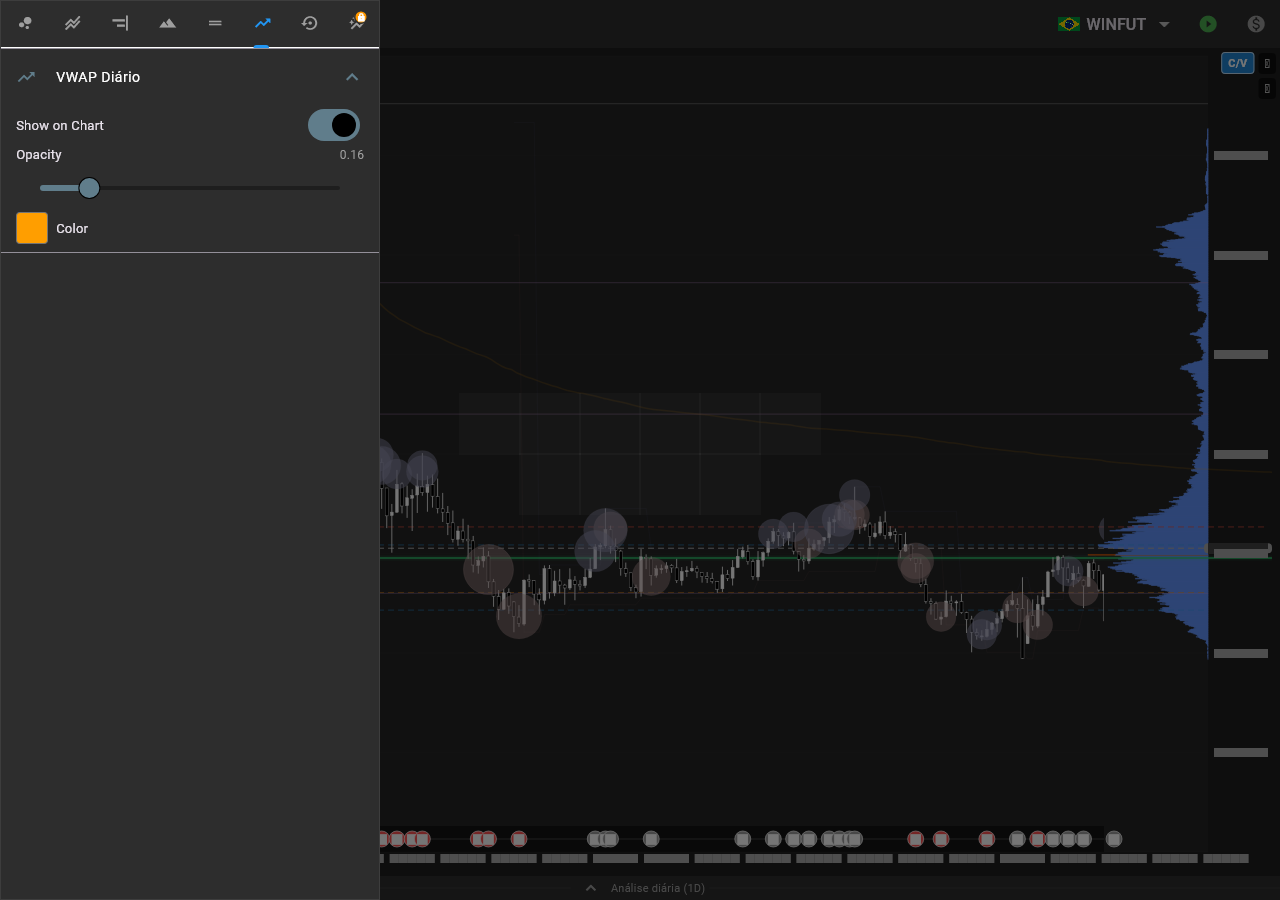 WINFUT
C/V
VWAP Diário
Show on Chart
Opacity
0.16
Color
Análise diária (1D)